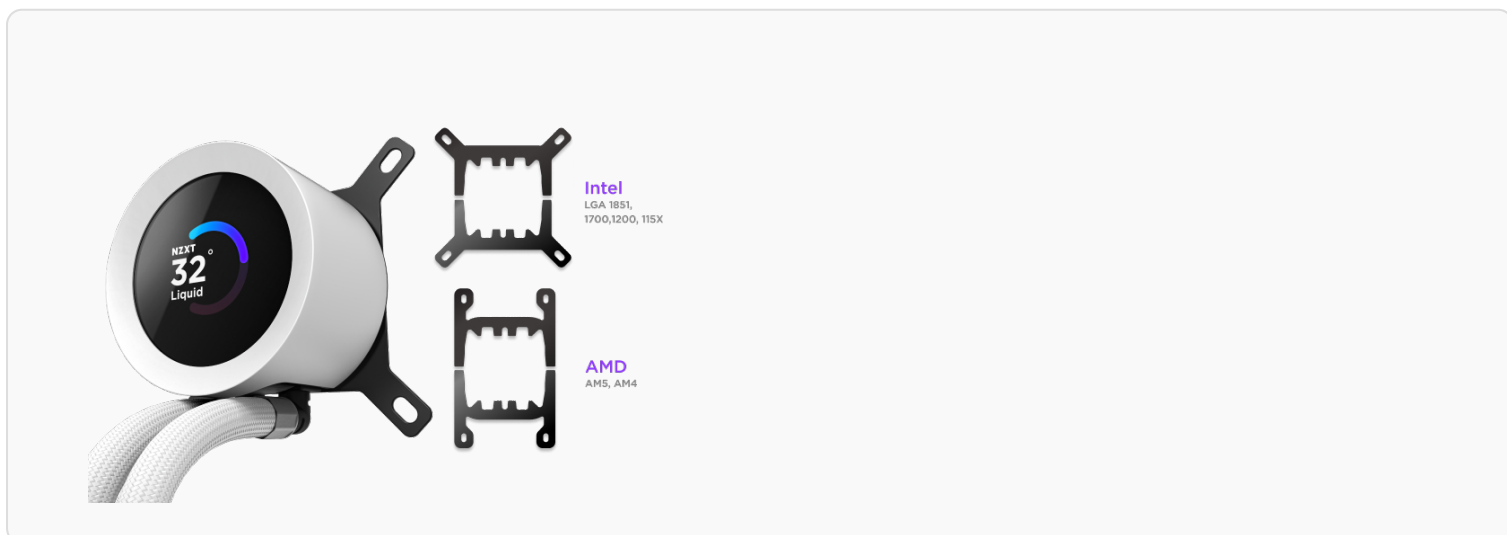 NZXT
32°
Liquid
Intel
LGA 1851,
1700,1200, 115X
AMD
AM5, AM4